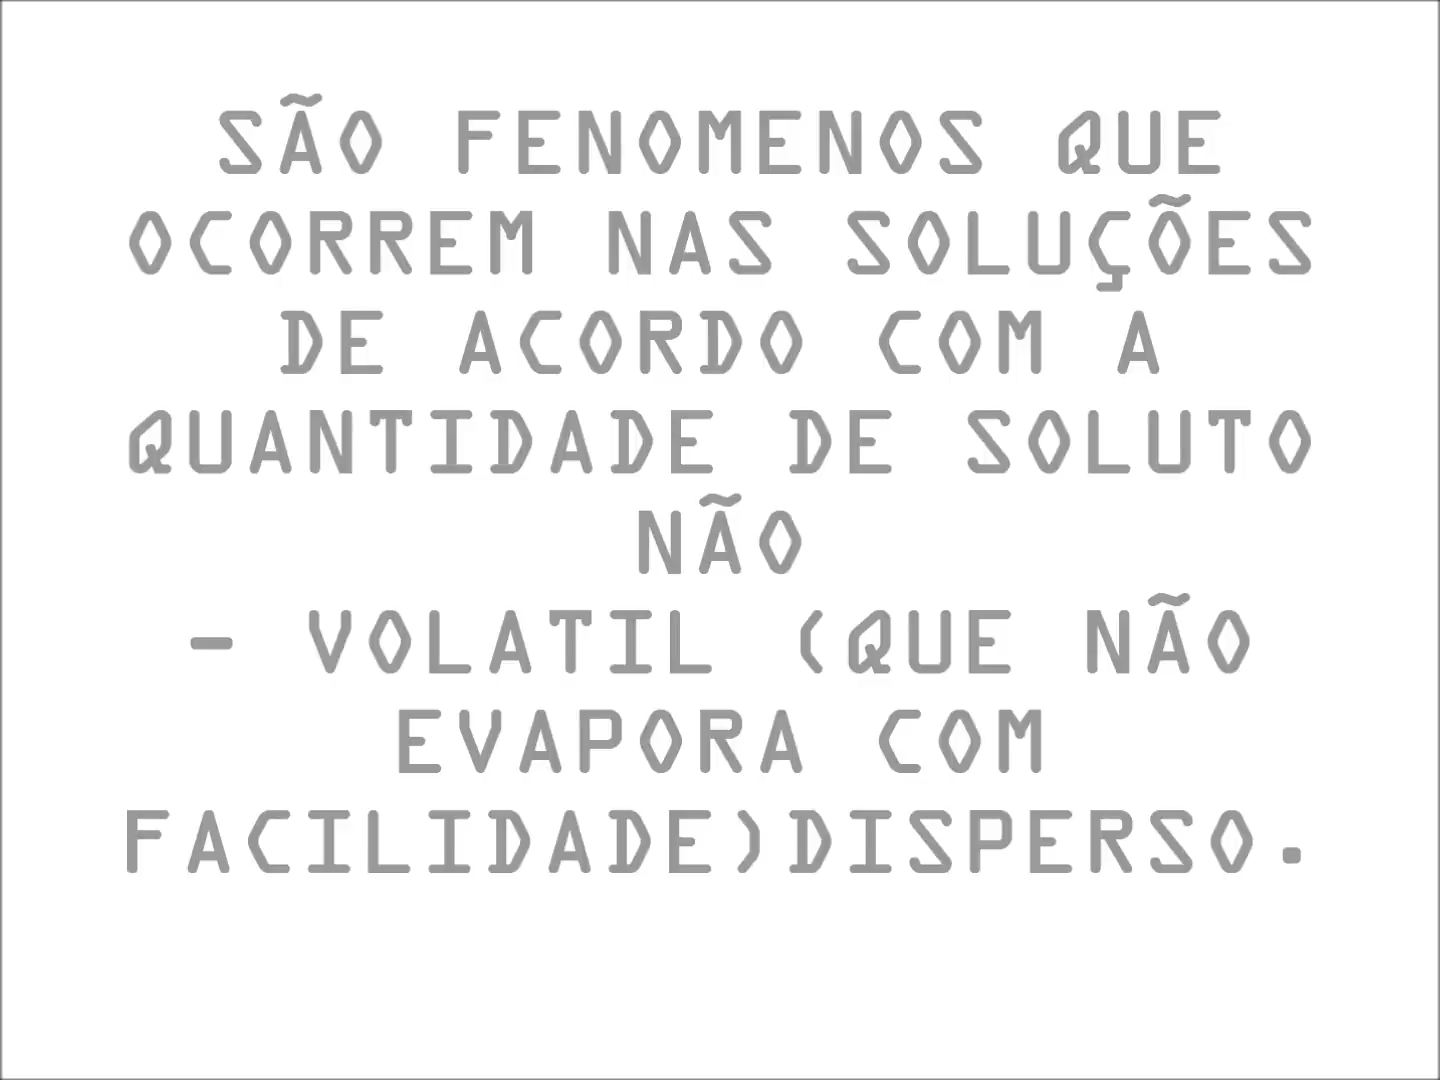 SÃO FENOMENOS QUE
OCORREM NAS SOLUÇÕES
DE ACORDO COM A
QUANTIDADE DE SOLUTO
NÃO
- VOLATIL (QUE NÃO
EVAPORA COM
FACILIDADE)DISPERSO.